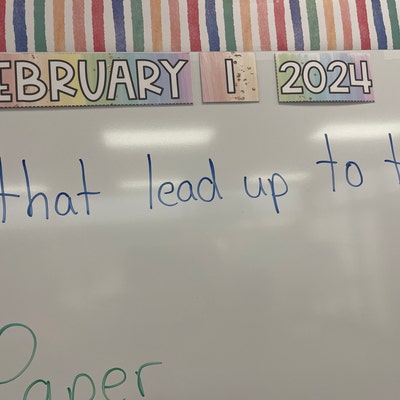 EBRUARY 1 2024
that lead up to t
Paper